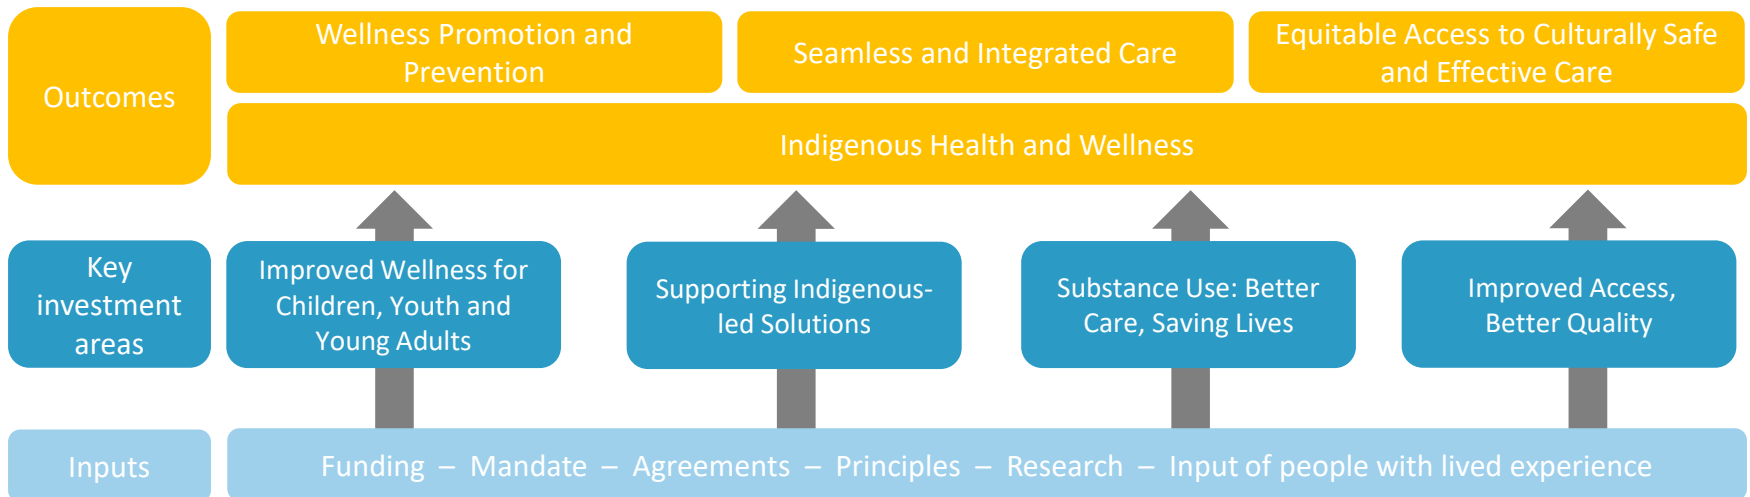 Outcomes
Wellness Promotion and
Prevention
Seamless and Integrated Care
Equitable Access to Culturally Safe
and Effective Care
Indigenous Health and Wellness
Key
investment
areas
Improved Wellness for
Children, Youth and
Young Adults
Supporting Indigenous-
led Solutions
Substance Use: Better
Care, Saving Lives
Improved Access,
Better Quality
Inputs
Funding – Mandate – Agreements – Principles – Research – Input of people with lived experience